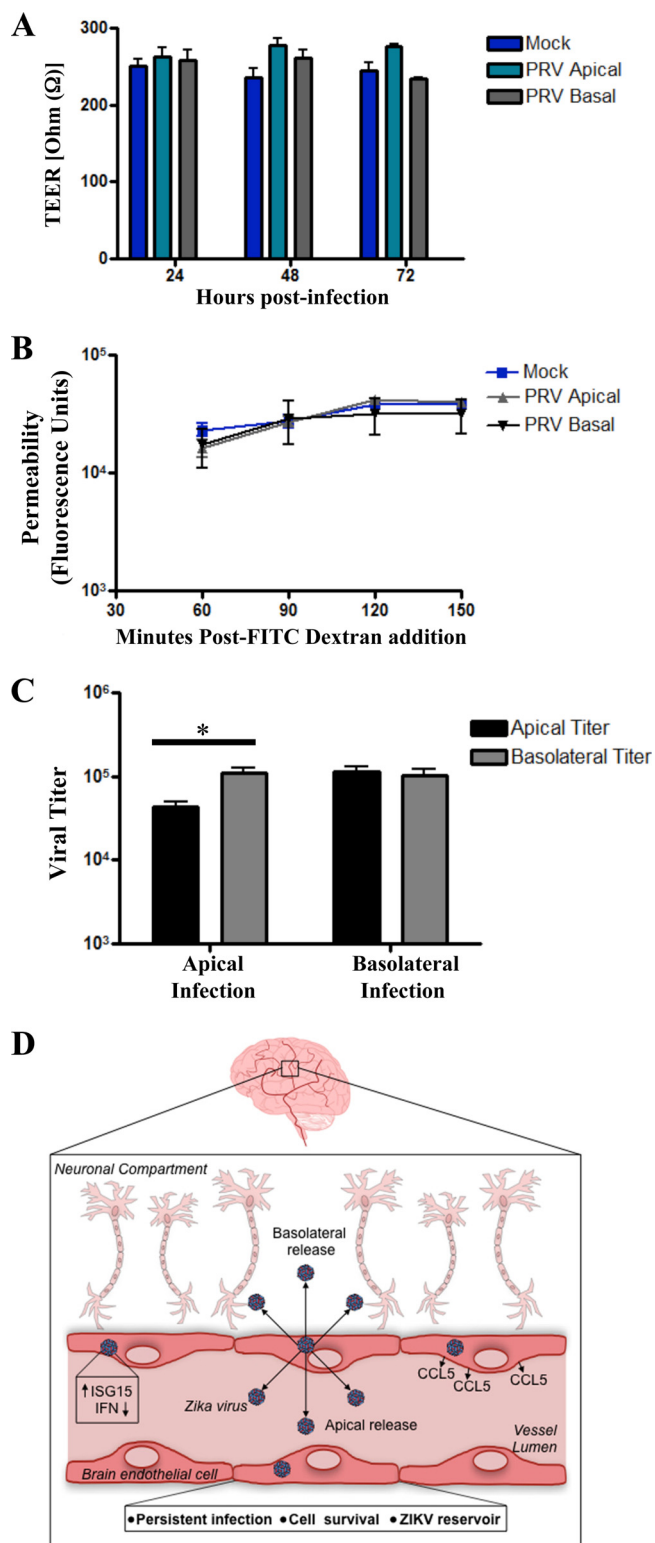 A
TEER [Ohm (Ω)]
300
200
100
0
24
48
72
Hours post-infection
Mock
PRV Apical
PRV Basal
B
Permeability
(Fluorescence Units)
10⁵
10⁴
10³
30
60
90
120
150
Minutes Post-FITC Dextran addition
Mock
PRV Apical
PRV Basal
C
Viral Titer
10⁶
10⁵
10⁴
10³
*
Apical
Infection
Basolateral
Infection
Apical Titer
Basolateral Titer
D
Neuronal Compartment
Basolateral
release
↑ISG15
IFN↓
Zika virus
Apical release
CCL5
CCL5
CCL5
Vessel
Lumen
Brain endothelial cell
●Persistent infection ●Cell survival ●ZIKV reservoir